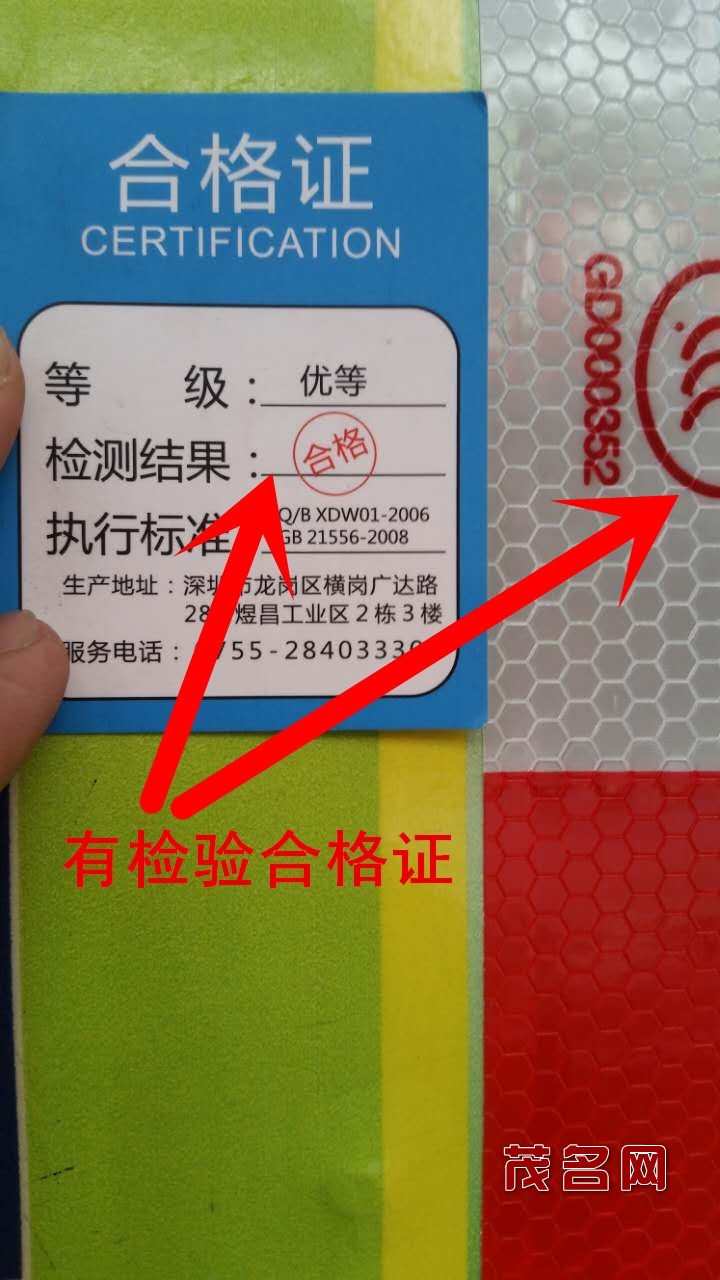 合格证
CERTIFICATION
等 级：优等
检测结果：合格
执行标准 Q/B XDW01-2006
GB 21556-2008
生产地址：深圳市龙岗区横岗广达路
28 煜昌工业区2栋3楼
服务电话： 755-2840333
GD000352
有检验合格证
茂名网